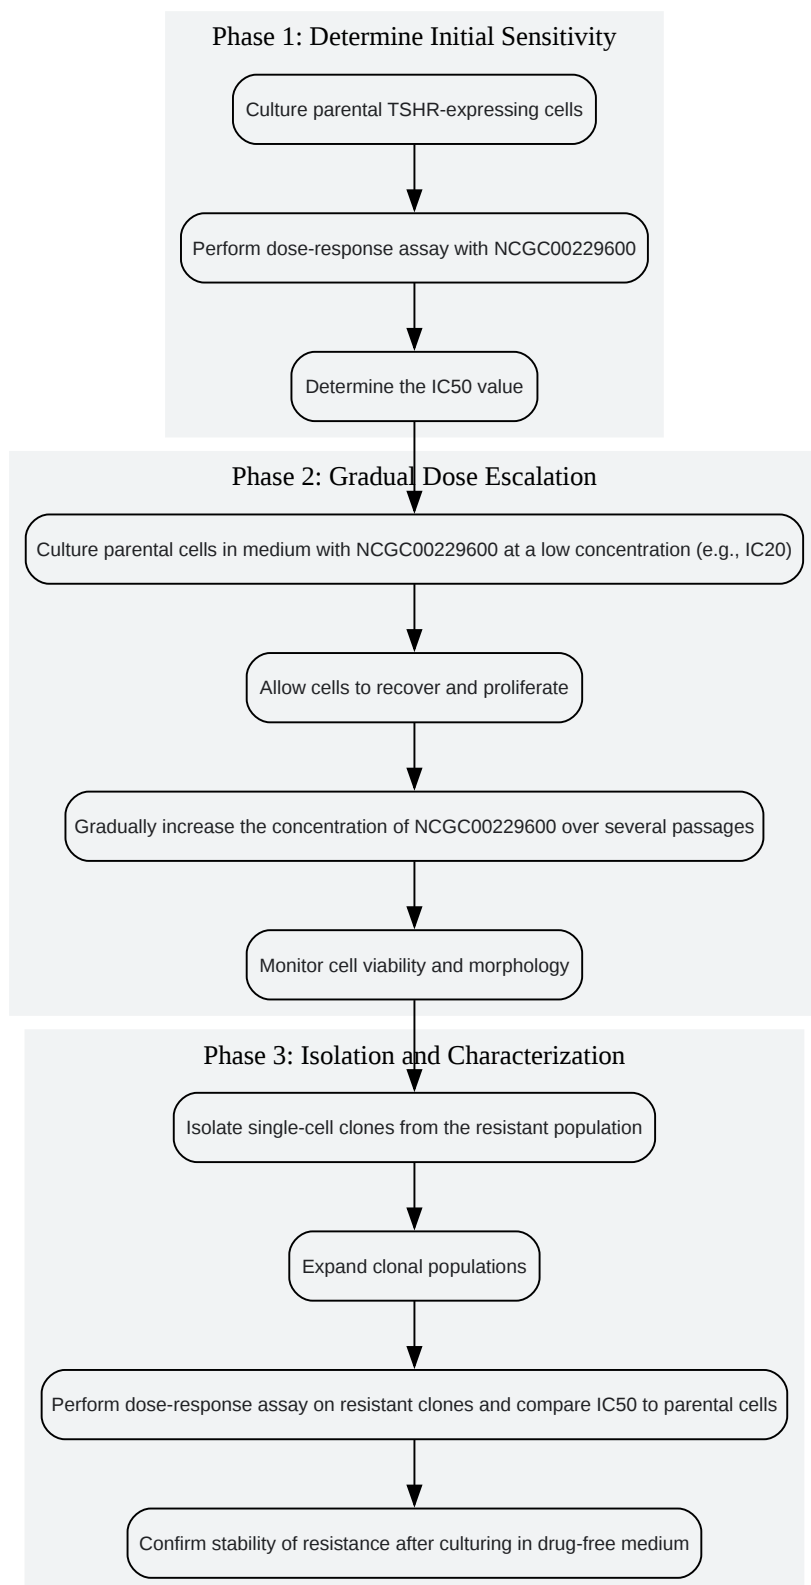 Phase 1: Determine Initial Sensitivity
Culture parental TSHR-expressing cells
Perform dose-response assay with NCGC00229600
Determine the IC50 value
Phase 2: Gradual Dose Escalation
Culture parental cells in medium with NCGC00229600 at a low concentration (e.g., IC20)
Allow cells to recover and proliferate
Gradually increase the concentration of NCGC00229600 over several passages
Monitor cell viability and morphology
Phase 3: Isolation and Characterization
Isolate single-cell clones from the resistant population
Expand clonal populations
Perform dose-response assay on resistant clones and compare IC50 to parental cells
Confirm stability of resistance after culturing in drug-free medium